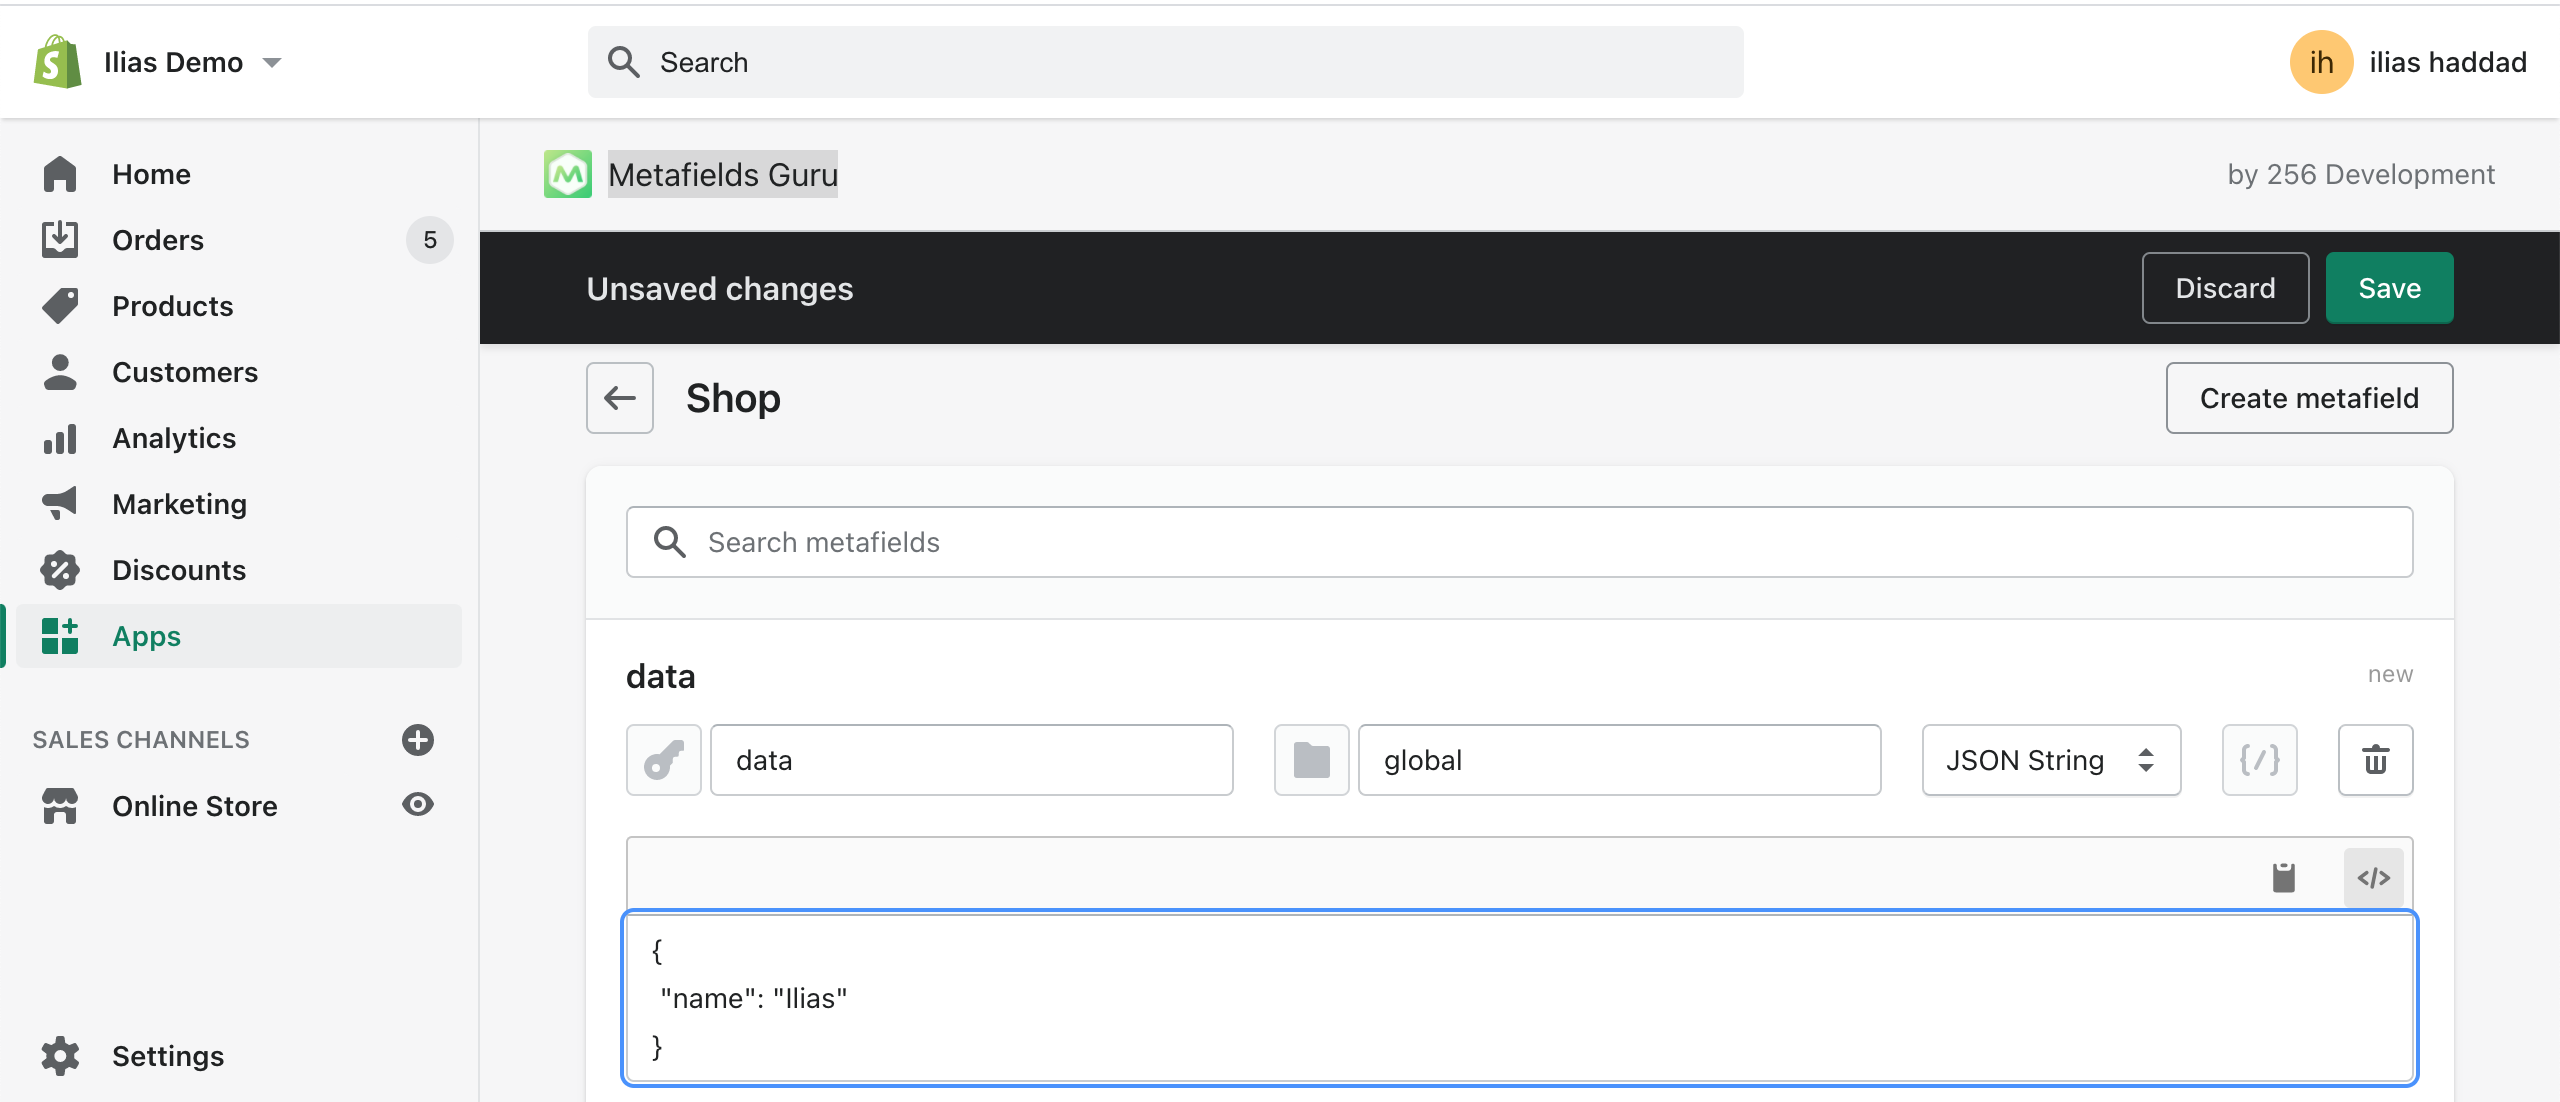 Ilias Demo
Search
ih
ilias haddad
Home
Orders
5
Products
Customers
Analytics
Marketing
Discounts
Apps
SALES CHANNELS
Online Store
Settings
Metafields Guru
by 256 Development
Unsaved changes
Discard
Save
Shop
Create metafield
Search metafields
data
new
data
global
JSON String
{/}
</>
{
"name": "Ilias"
}